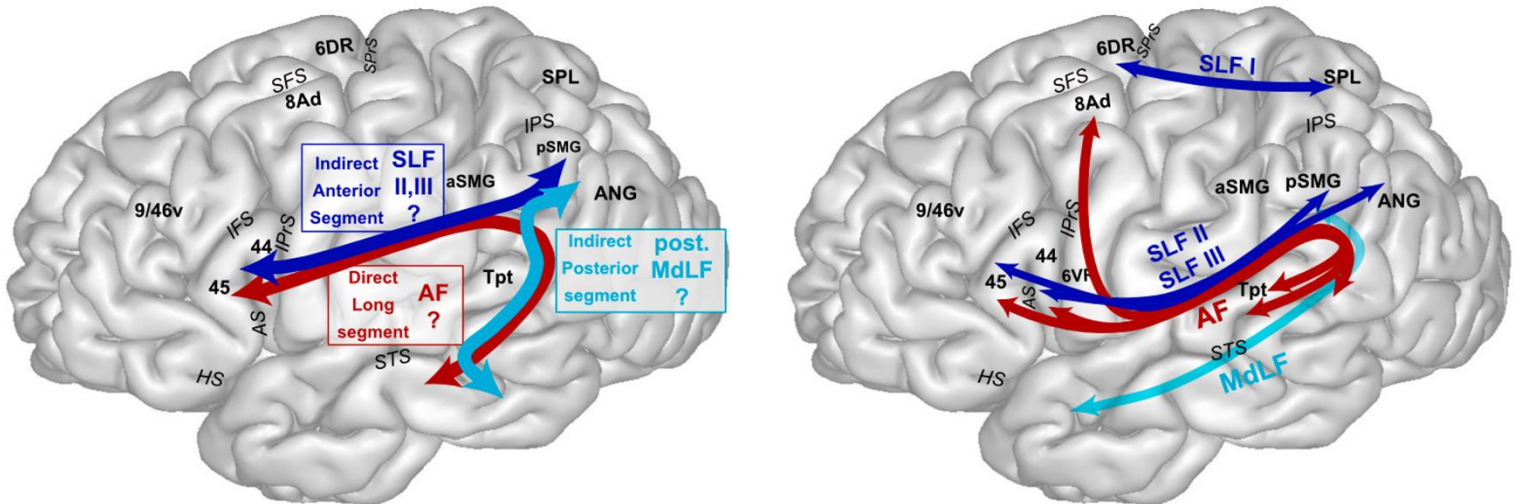 6DR
SPrS
SFS
8Ad
SPL
IPS
pSMG
Indirect SLF
Anterior II,III
Segment ?
aSMG
ANG
9/46v
IFS
IPrS
44
45
AS
Direct
Long AF
segment ?
Tpt
Indirect post.
Posterior MdLF
segment ?
STS
HS
6DR
SPrS
SLF I
SPL
SFS
8Ad
IPS
aSMG
pSMG
ANG
9/46v
IFS
IPrS
44
45
AS
SLF II
SLF III
Tpt
AF
STS
MdLF
HS